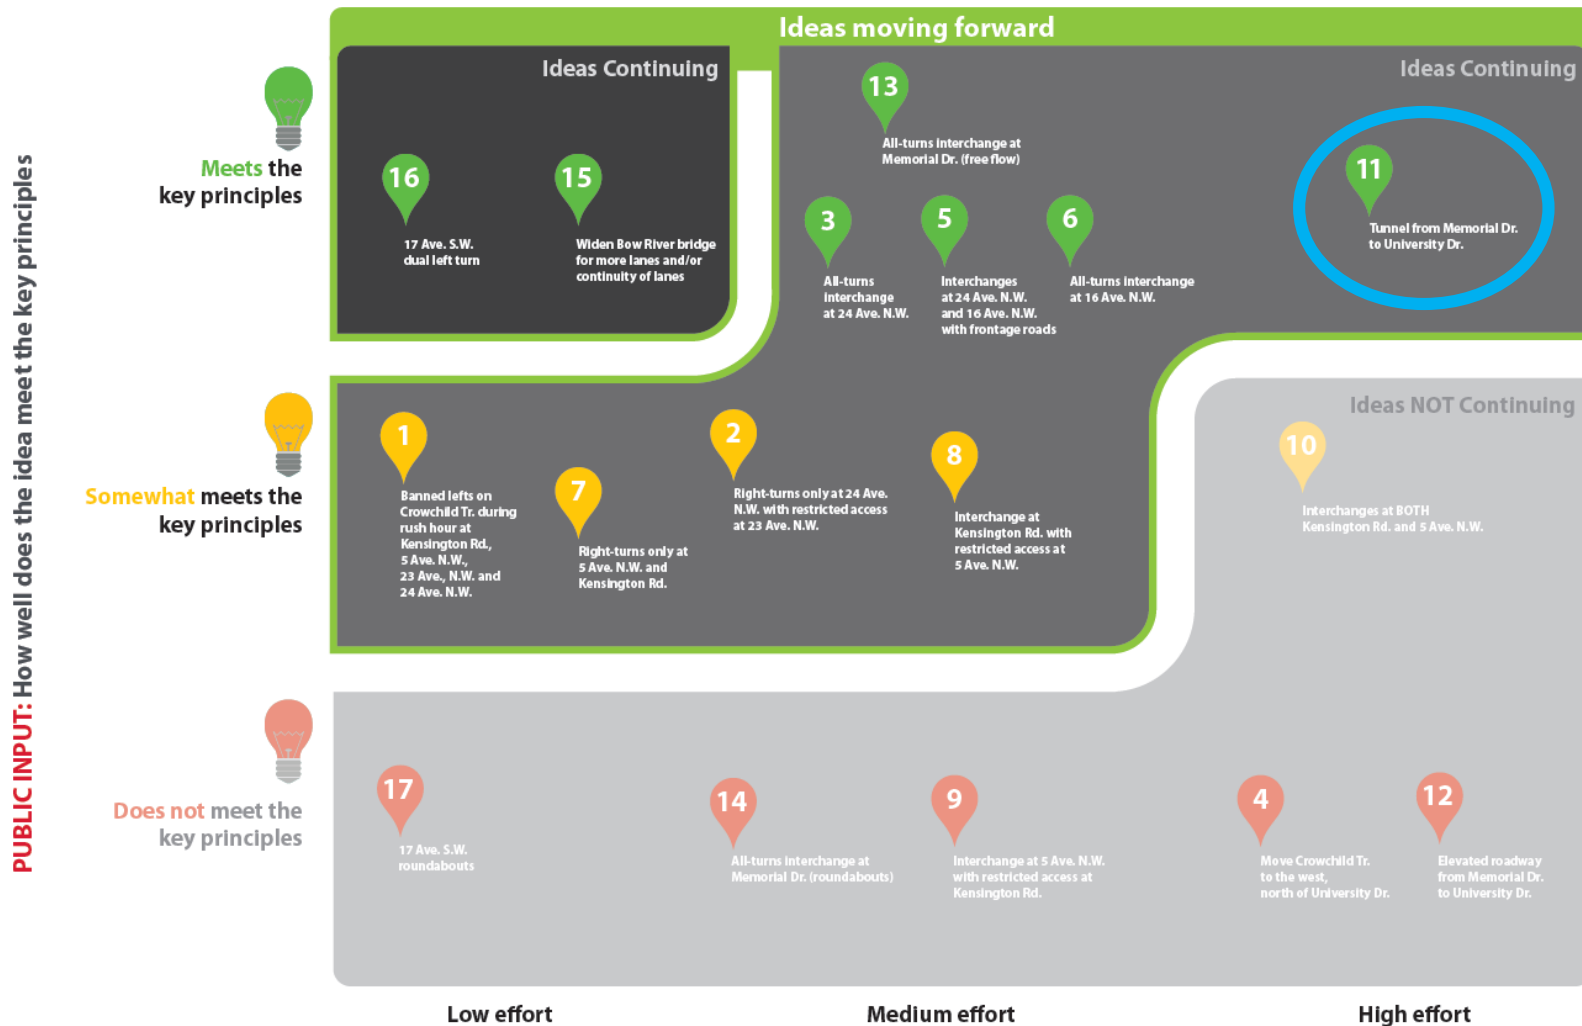 Ideas moving forward
PUBLIC INPUT: How well does the idea meet the key principles
Meets the
key principles
Ideas Continuing
16
17 Ave. S.W.
dual left turn
15
Widen Bow River bridge
for more lanes and/or
continuity of lanes
Ideas Continuing
13
All-turns interchange at
Memorial Dr. (free flow)
3
All-turns
interchange
at 24 Ave. N.W.
5
Interchanges
at 24 Ave. N.W.
and 16 Ave. N.W.
with frontage roads
6
All-turns interchange
at 16 Ave. N.W.
11
Tunnel from Memorial Dr.
to University Dr.
Somewhat meets the
key principles
1
Banned lefts on
Crowchild Tr. during
rush hour at
Kensington Rd.,
5 Ave. N.W.,
23 Ave., N.W. and
24 Ave. N.W.
7
Right-turns only at
5 Ave. N.W. and
Kensington Rd.
2
Right-turns only at 24 Ave.
N.W. with restricted access
at 23 Ave. N.W.
8
Interchange at
Kensington Rd. with
restricted access at
5 Ave. N.W.
Ideas NOT Continuing
10
Interchanges at BOTH
Kensington Rd. and 5 Ave. N.W.
Does not meet the
key principles
17
17 Ave. S.W.
roundabouts
14
All-turns interchange at
Memorial Dr. (roundabouts)
9
Interchange at 5 Ave. N.W.
with restricted access at
Kensington Rd.
4
Move Crowchild Tr.
to the west,
north of University Dr.
12
Elevated roadway
from Memorial Dr.
to University Dr.
Low effort
Medium effort
High effort